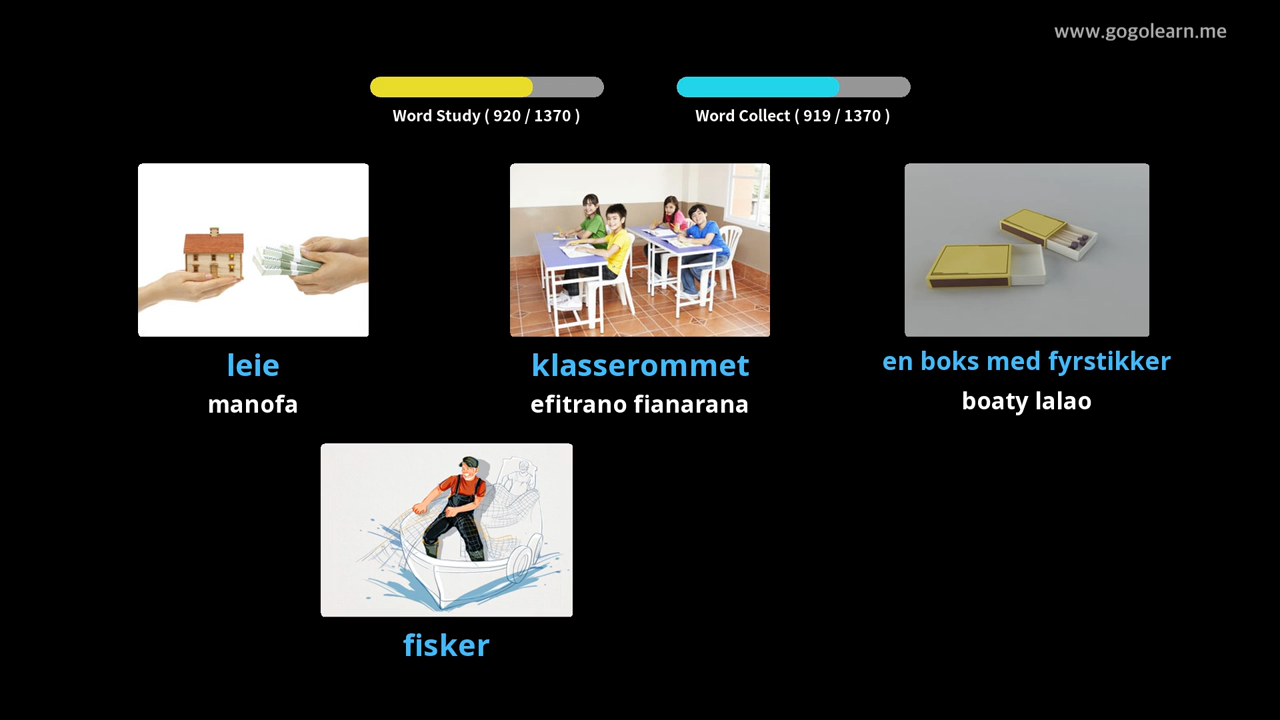 www.gogolearn.me
Word Study ( 920 / 1370 )
Word Collect ( 919 / 1370 )
leie
klasserommet
en boks med fyrstikker
manofa
efitrano fianarana
boaty lalao
fisker